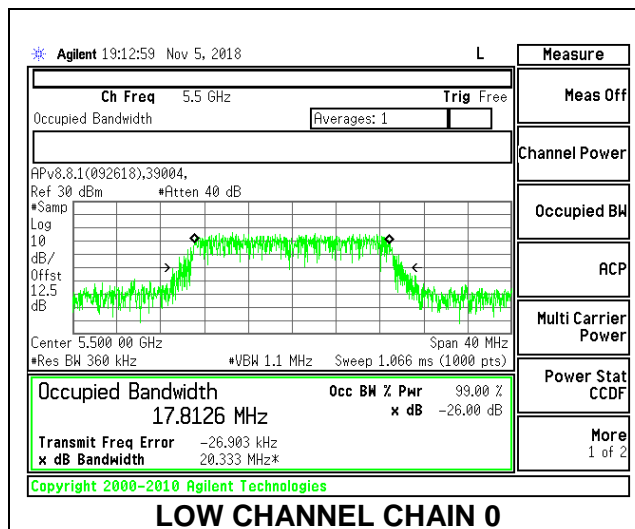 Agilent 19:12:59 Nov 5, 2018 L
Measure
Ch Freq 5.5 GHz Trig Free
Meas Off
Occupied Bandwidth Averages: 1
Channel Power
APv8.8.1(092618),39004,
Ref 30 dBm #Atten 40 dB
Occupied BW
#Samp
Log
10
dB/
Offst
12.5
dB
ACP
Multi Carrier
Power
Center 5.500 00 GHz Span 40 MHz
#Res BW 360 kHz #VBW 1.1 MHz Sweep 1.066 ms (1000 pts)
Power Stat
CCDF
Occupied Bandwidth Occ BW % Pwr 99.00 %
17.8126 MHz x dB -26.00 dB
Transmit Freq Error -26.903 kHz
x dB Bandwidth 20.333 MHz*
More
1 of 2
Copyright 2000-2010 Agilent Technologies
LOW CHANNEL CHAIN 0